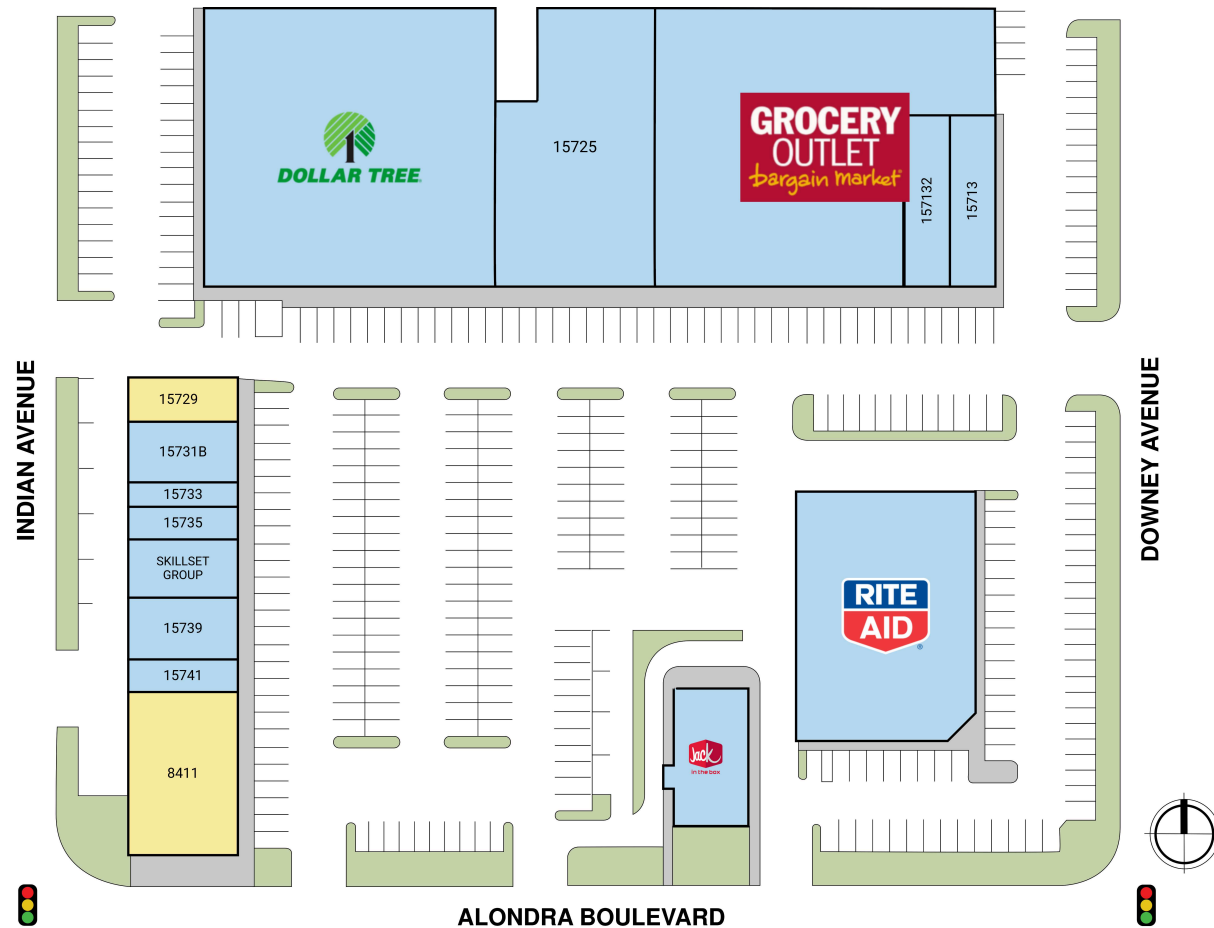 1
DOLLAR TREE
15725
GROCERY
OUTLET
bargain market
157132
15713
INDIAN AVENUE
DOWNEY AVENUE
15729
15731B
15733
15735
SKILLSET
GROUP
15739
15741
8411
RITE
AID
®
Jack
in the box
ALONDRA BOULEVARD